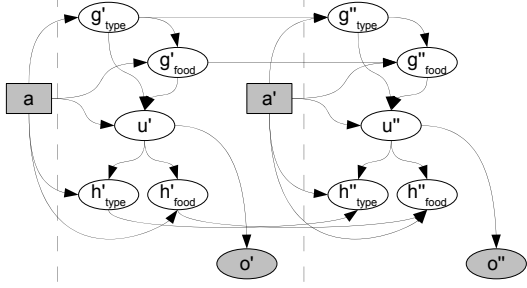 g'type g''type
g'food g''food
a a'
u' u''
h'type h'food h''type h''food
o' o''